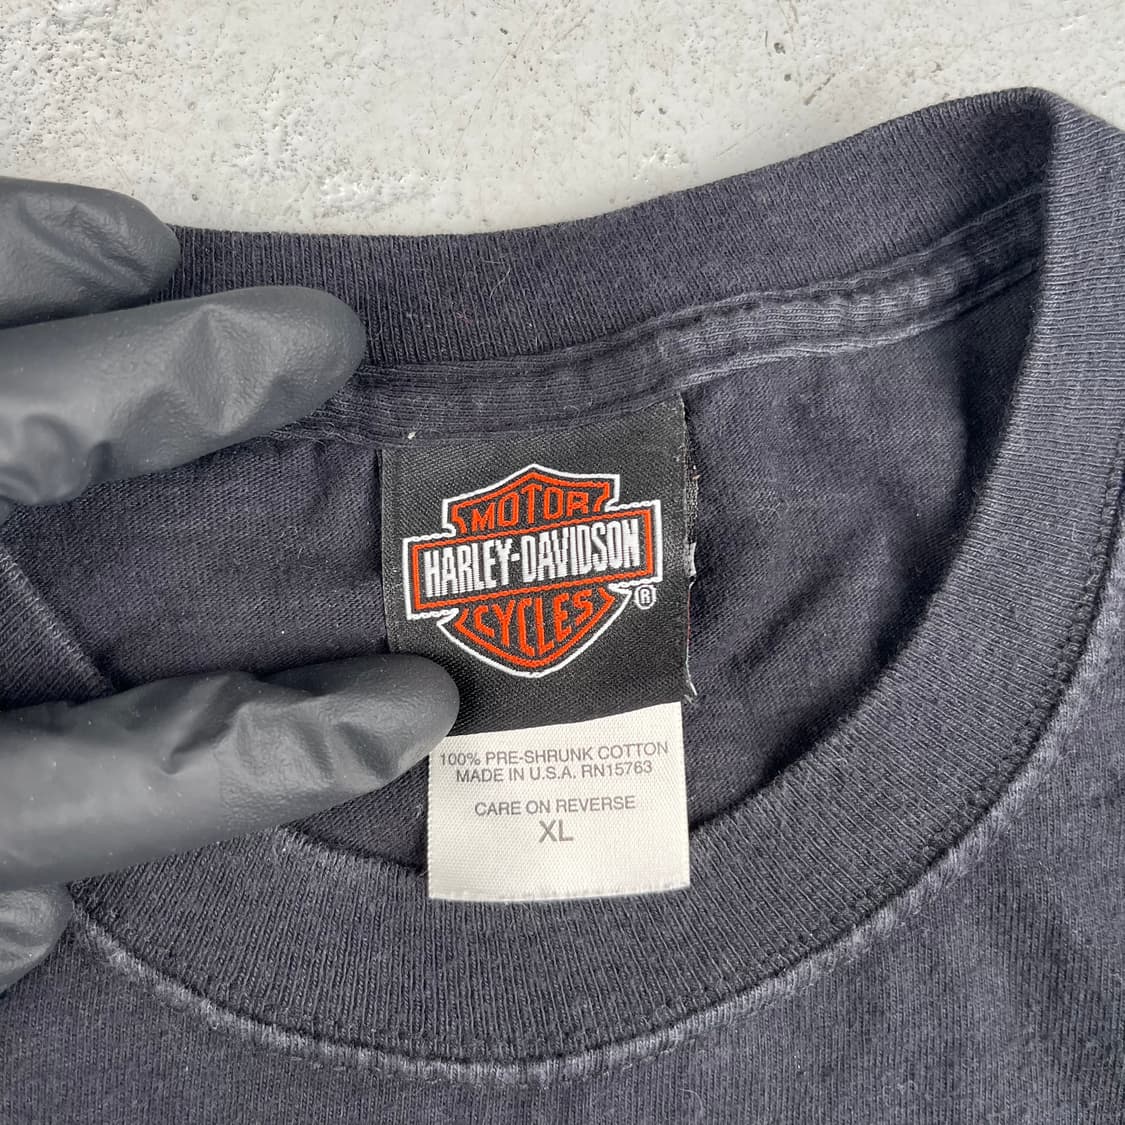 MOTOR
HARLEY-DAVIDSON
CYCLES
®
100% PRE-SHRUNK COTTON
MADE IN U.S.A. RN15763
CARE ON REVERSE
XL